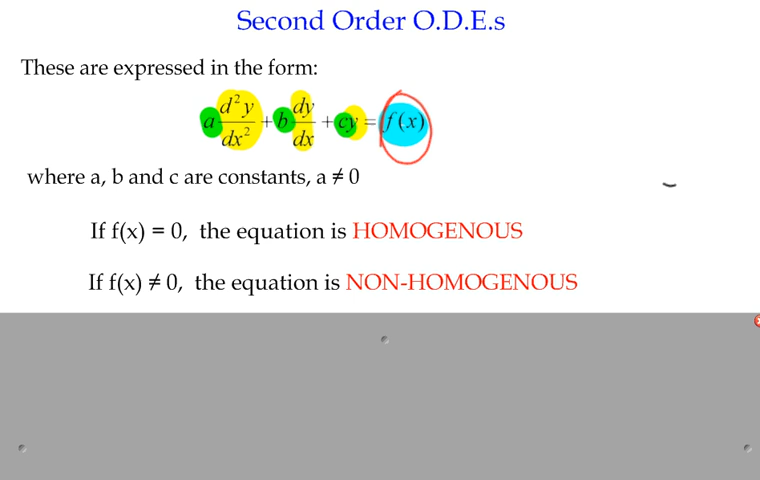 Second Order O.D.E.s
These are expressed in the form:
a d²y/dx² + b dy/dx + cy = f(x)
where a, b and c are constants, a ≠ 0
If f(x) = 0, the equation is HOMOGENOUS
If f(x) ≠ 0, the equation is NON-HOMOGENOUS